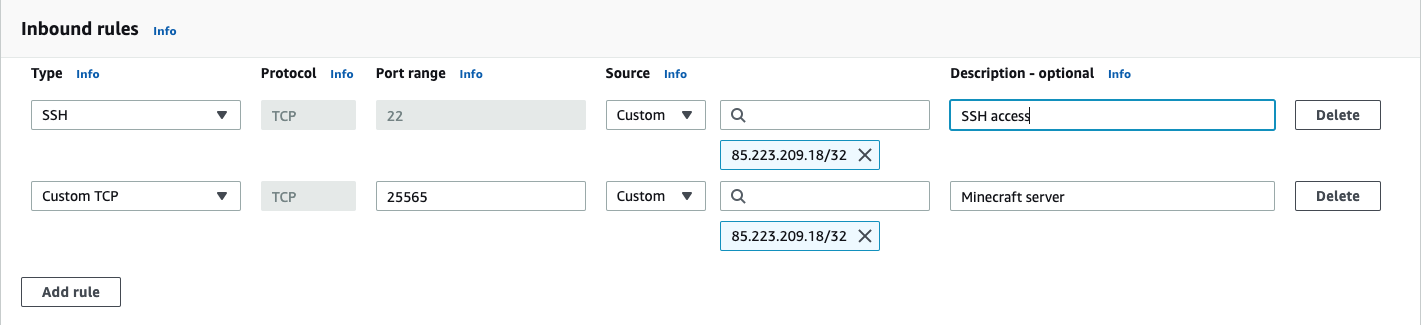 Inbound rules Info
Type Info Protocol Info Port range Info Source Info Description - optional Info
SSH TCP 22 Custom SSH access Delete
85.223.209.18/32
Custom TCP TCP 25565 Custom Minecraft server Delete
85.223.209.18/32
Add rule